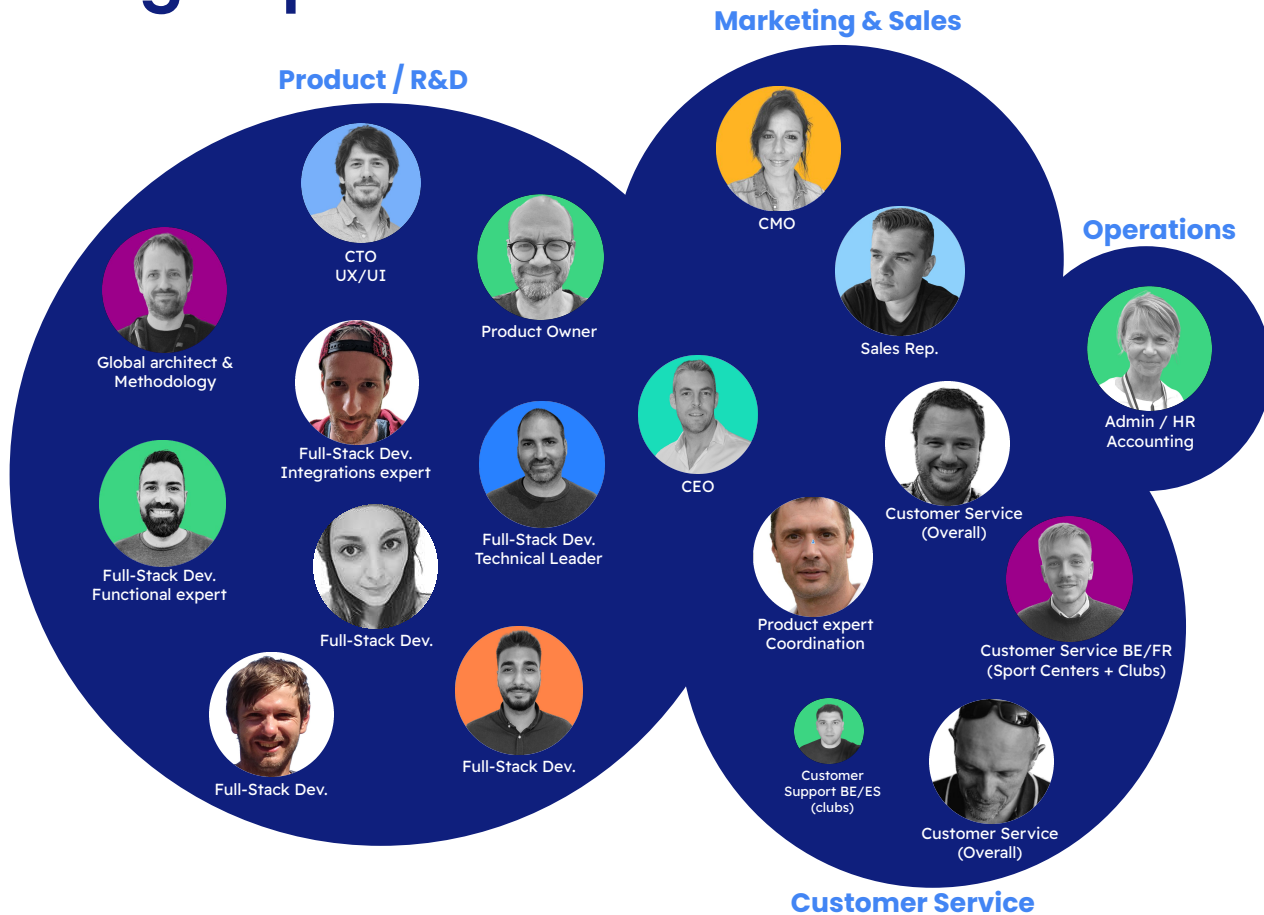 Marketing & Sales
Product / R&D
CTO
UX/UI
Product Owner
Global architect &
Methodology
Full-Stack Dev.
Integrations expert
Full-Stack Dev.
Functional expert
Full-Stack Dev.
Technical Leader
Full-Stack Dev.
Full-Stack Dev.
Full-Stack Dev.
CMO
Sales Rep.
CEO
Operations
Admin / HR
Accounting
Customer Service
(Overall)
Product expert
Coordination
Customer Service BE/FR
(Sport Centers + Clubs)
Customer
Support BE/ES
(clubs)
Customer Service
(Overall)
Customer Service